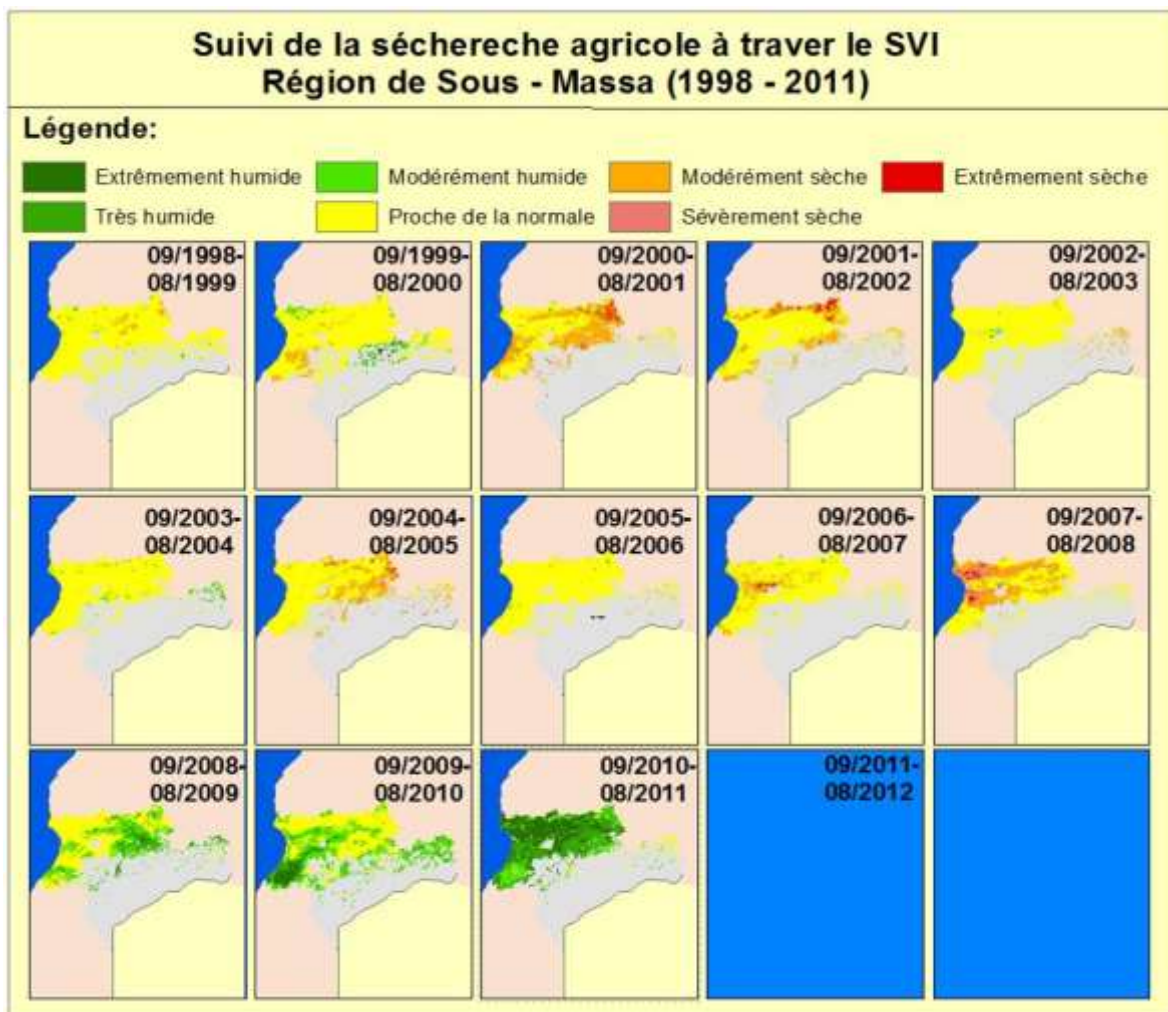 Suivi de la séchereche agricole à traver le SVI
Région de Sous - Massa (1998 - 2011)
Légende:
Extrêmement humide
Modérément humide
Modérément sèche
Extrêmement sèche
Très humide
Proche de la normale
Sévèrement sèche
09/1998-
08/1999
09/1999-
08/2000
09/2000-
08/2001
09/2001-
08/2002
09/2002-
08/2003
09/2003-
08/2004
09/2004-
08/2005
09/2005-
08/2006
09/2006-
08/2007
09/2007-
08/2008
09/2008-
08/2009
09/2009-
08/2010
09/2010-
08/2011
09/2011-
08/2012